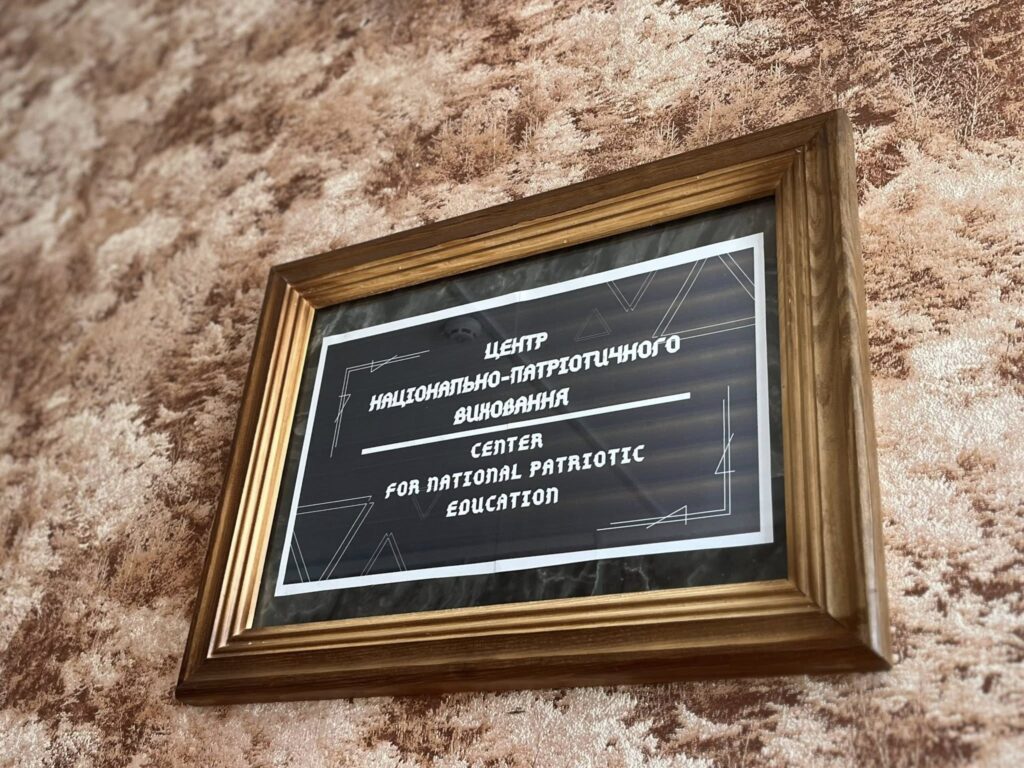 ЦЕНТР
НАЦІОНАЛЬНО-ПАТРІОТИЧНОГО
ВИХОВАННЯ
CENTER
FOR NATIONAL PATRIOTIC
EDUCATION